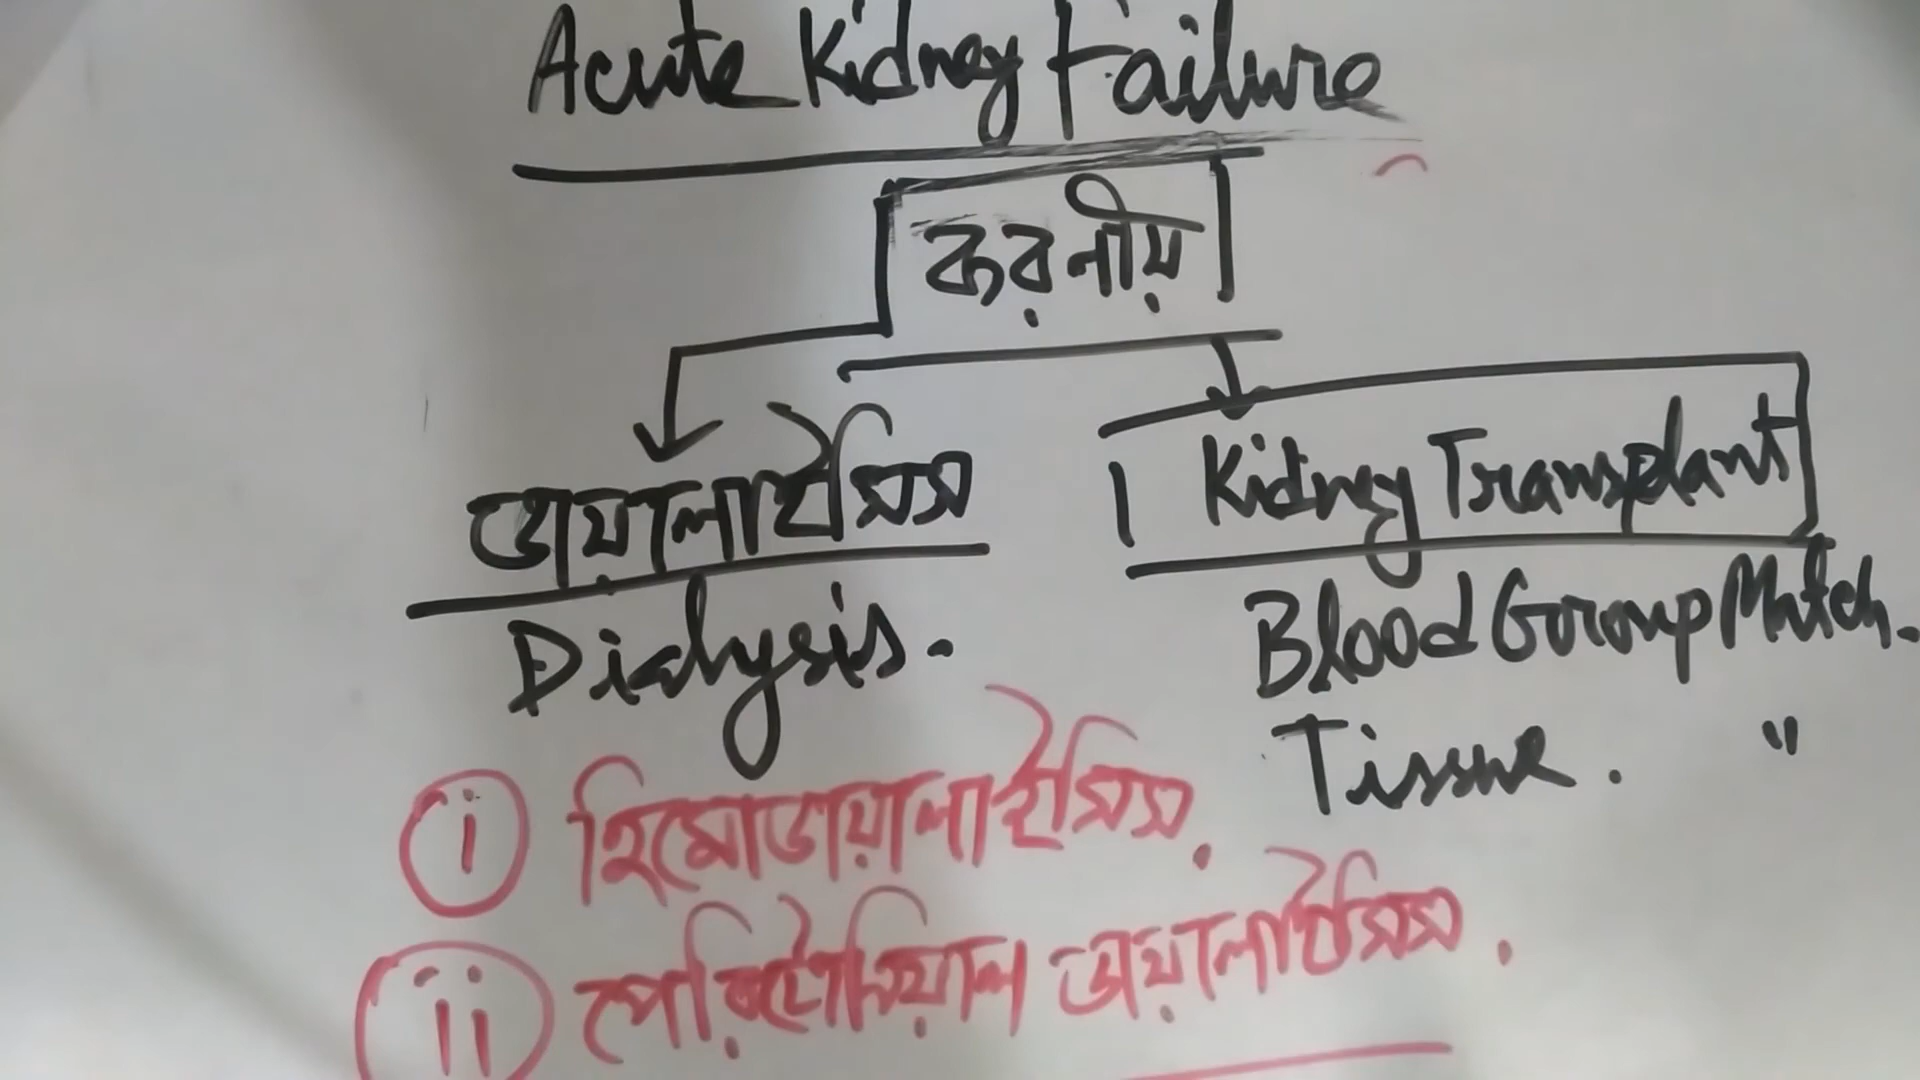 Acute Kidney Failure
করনীয়
ডায়ালাইসিস
Dialysis.
Kidney Transplant
Blood Group Match.
Tissue. "
i হিমোডায়ালাইসিস.
ii পেরিটোনিয়াল ডায়ালাইসিস.